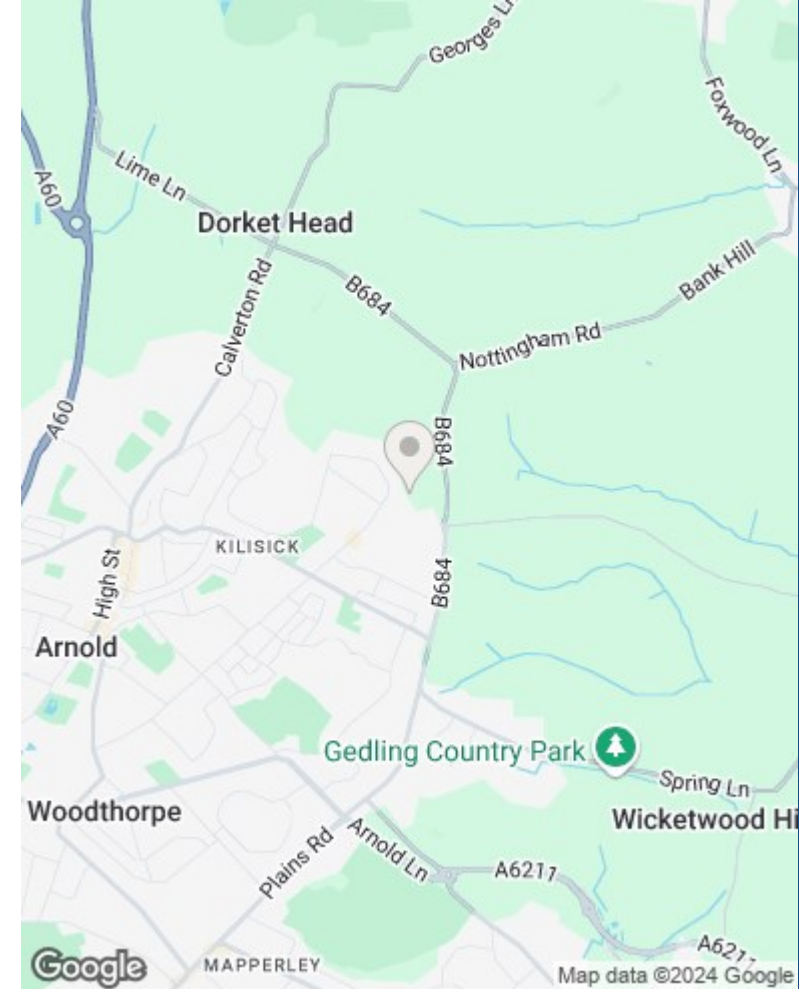 Georges Ln
Foxwood Ln
A60
Lime Ln
Dorket Head
Calverton Rd
B684
Bank Hill
Nottingham Rd
A60
B684
KILISICK
High St
B684
Arnold
Gedling Country Park
Spring Ln
Woodthorpe
Wicketwood Hi
Plains Rd
Arnold Ln
A6211
A6211
MAPPERLEY
Google
Map data ©2024 Google